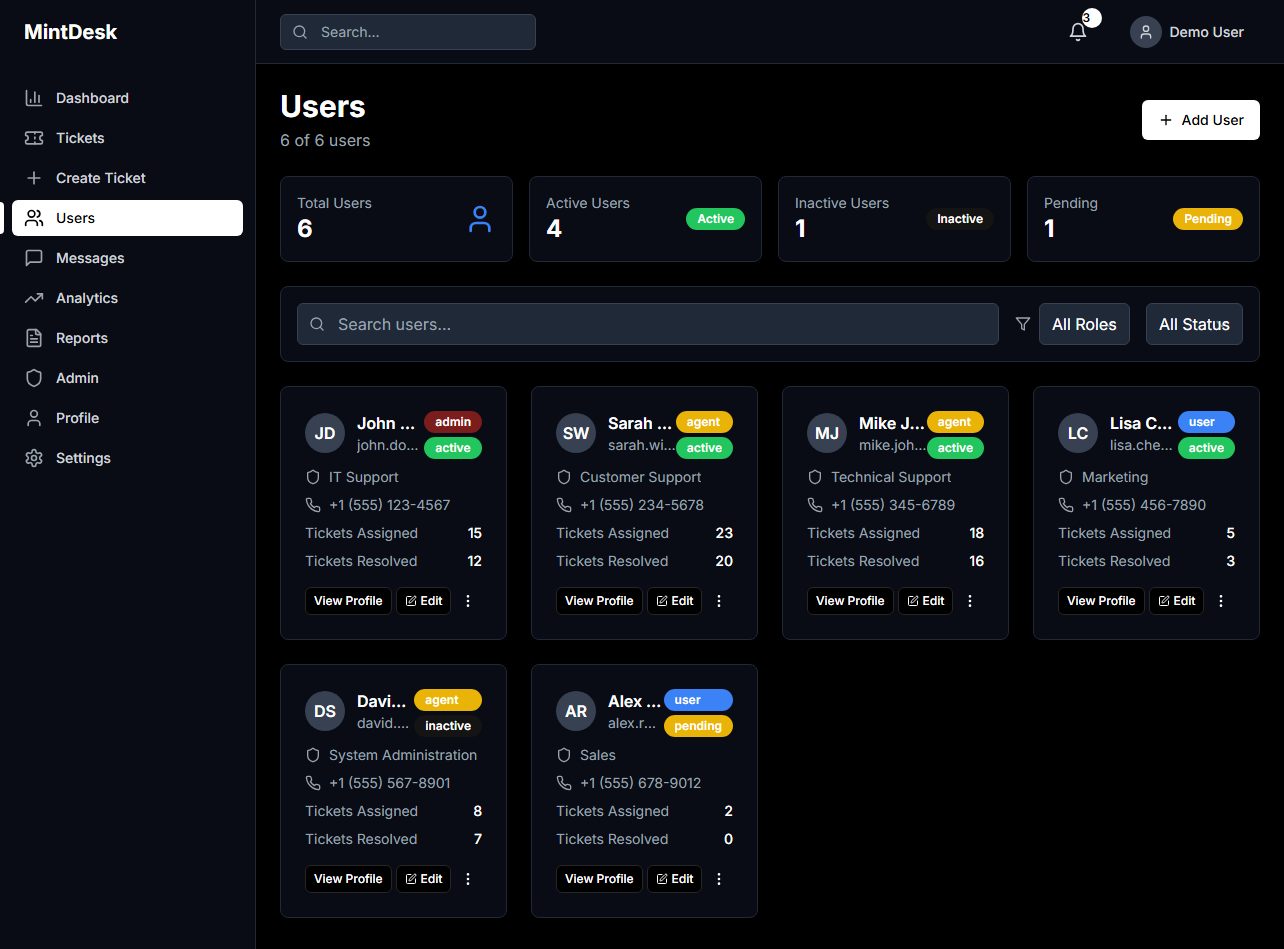 MintDesk
Search...
3
Demo User
Dashboard
Tickets
Create Ticket
Users
Messages
Analytics
Reports
Admin
Profile
Settings
Users
6 of 6 users
Add User
Total Users
6
Active Users
4
Active
Inactive Users
1
Inactive
Pending
1
Pending
Search users...
All Roles
All Status
JD
John ...
admin
john.do...
active
IT Support
+1 (555) 123-4567
Tickets Assigned 15
Tickets Resolved 12
View Profile Edit
SW
Sarah ...
agent
sarah.wi...
active
Customer Support
+1 (555) 234-5678
Tickets Assigned 23
Tickets Resolved 20
View Profile Edit
MJ
Mike J...
agent
mike.joh...
active
Technical Support
+1 (555) 345-6789
Tickets Assigned 18
Tickets Resolved 16
View Profile Edit
LC
Lisa C...
user
lisa.che...
active
Marketing
+1 (555) 456-7890
Tickets Assigned 5
Tickets Resolved 3
View Profile Edit
DS
Davi...
agent
david....
inactive
System Administration
+1 (555) 567-8901
Tickets Assigned 8
Tickets Resolved 7
View Profile Edit
AR
Alex ...
user
alex.r...
pending
Sales
+1 (555) 678-9012
Tickets Assigned 2
Tickets Resolved 0
View Profile Edit